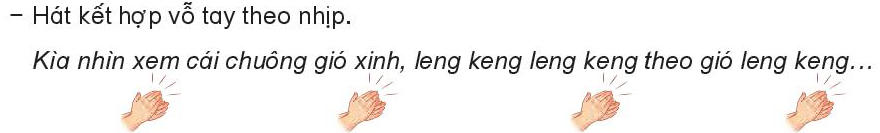 – Hát kết hợp vỗ tay theo nhịp.
Kìa nhìn xem cái chuông gió xinh, leng keng leng keng theo gió leng keng...